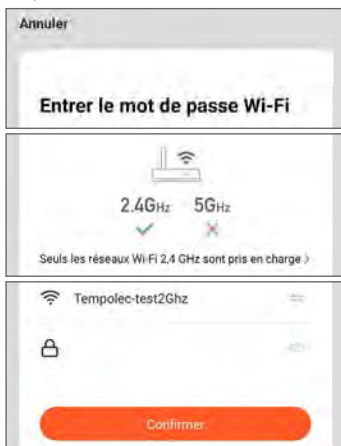 Annuler
Entrer le mot de passe Wi-Fi
2.4GHz 5GHz
Seuls les réseaux Wi-Fi 2,4 GHz sont pris en charge >
Tempolec-test2Ghz
Confirmer